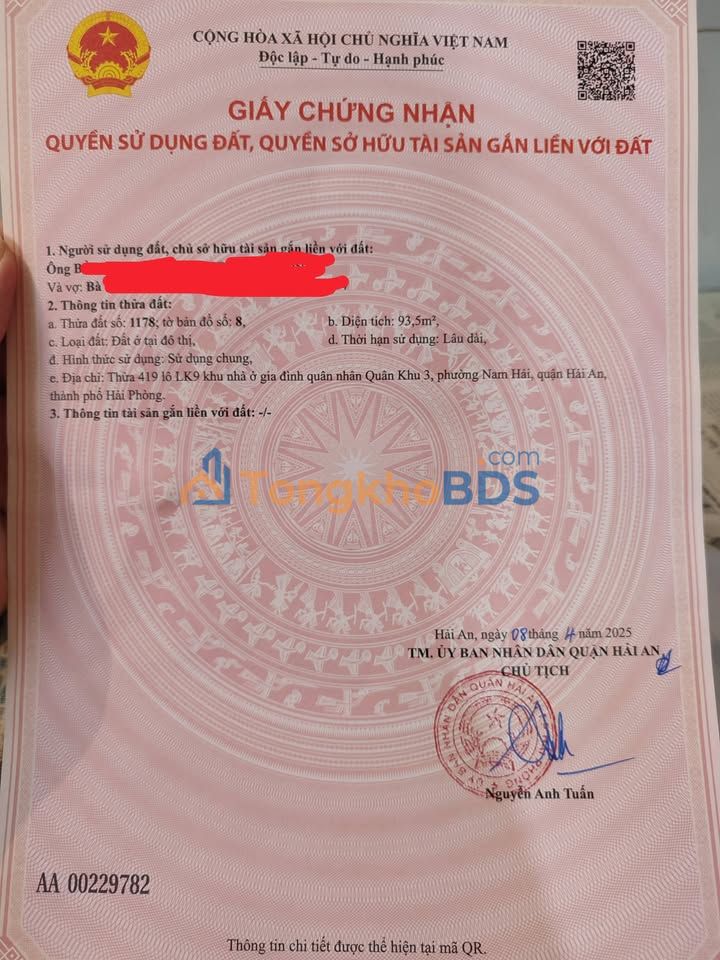 CỘNG HÒA XÃ HỘI CHỦ NGHĨA VIỆT NAM
Độc lập - Tự do - Hạnh phúc
GIẤY CHỨNG NHẬN
QUYỀN SỬ DỤNG ĐẤT, QUYỀN SỞ HỮU TÀI SẢN GẮN LIỀN VỚI ĐẤT
1. Người sử dụng đất, chủ sở hữu tài sản gắn liền với đất:
Ông
Và vợ: Bà
2. Thông tin thửa đất:
a. Thửa đất số: 1178; tờ bản đồ số: 8, b. Diện tích: 93,5m²,
c. Loại đất: Đất ở tại đô thị, d. Thời hạn sử dụng: Lâu dài,
đ. Hình thức sử dụng: Sử dụng chung,
e. Địa chỉ: Thửa 419 lô LK9 khu nhà ở gia đình quân nhân Quân Khu 3, phường Nam Hải, quận Hải An,
thành phố Hải Phòng.
3. Thông tin tài sản gắn liền với đất: -/-
TongkhoBDS.com
Hải An, ngày 08 tháng 4 năm 2025
TM. ỦY BAN NHÂN DÂN QUẬN HẢI AN
CHỦ TỊCH
ỦY BAN NHÂN DÂN QUẬN HẢI AN
Nguyễn Anh Tuấn
AA 00229782
Thông tin chi tiết được thể hiện tại mã QR.